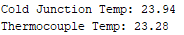 Cold Junction Temp: 23.94
Thermocouple Temp: 23.28